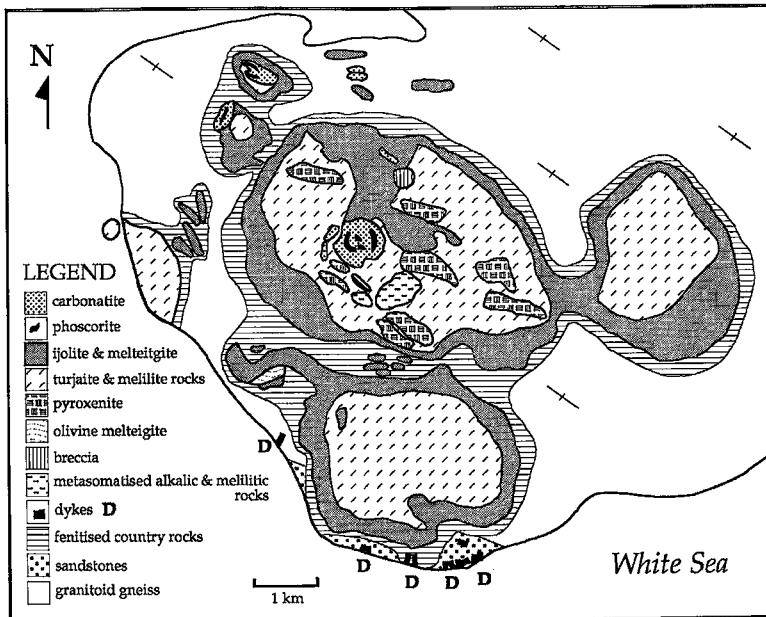 N
LEGEND
carbonatite
phoscorite
ijolite & melteitgite
turjaite & melilite rocks
pyroxenite
olivine melteigite
breccia
metasomatised alkalic & melilitic
rocks
dykes D
fenitised country rocks
sandstones
granitoid gneiss
D
D
D
D
D
1 km
White Sea